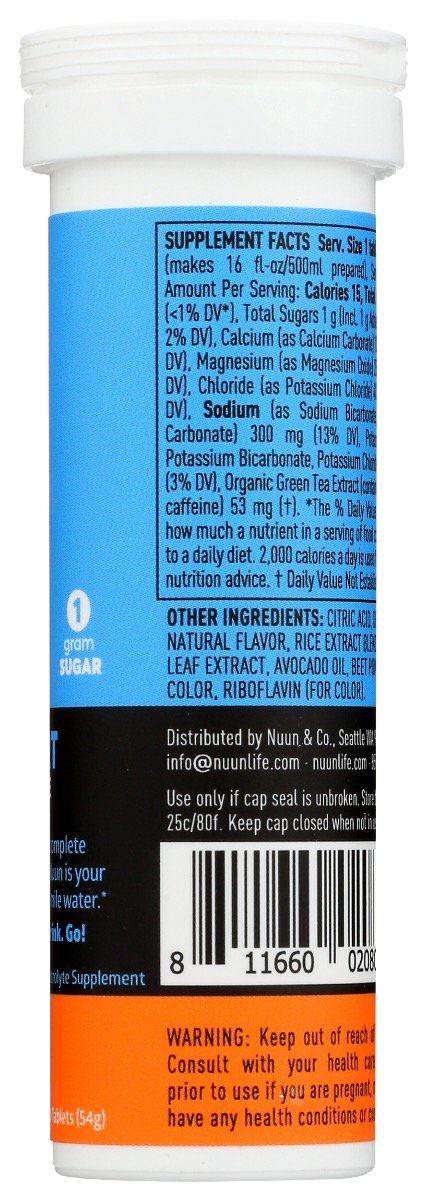 SUPPLEMENT FACTS Serv. Size 1
(makes 16 fl-oz/500ml prepared),
Amount Per Serving: Calories 15,
(<1% DV*), Total Sugars 1 g (Incl. 1 g
2% DV), Calcium (as Calcium Carbonate)
DV), Magnesium (as Magnesium Oxide)
DV), Chloride (as Potassium Chloride)
DV), Sodium (as Sodium
Carbonate) 300 mg (13% DV),
Potassium Bicarbonate, Potassium
(3% DV), Organic Green Tea Extract
caffeine) 53 mg (†). *The % Daily
how much a nutrient in a serving of food
to a daily diet. 2,000 calories a day is used
nutrition advice. † Daily Value Not
1
gram
SUGAR
OTHER INGREDIENTS: CITRIC ACID,
NATURAL FLAVOR, RICE EXTRACT
LEAF EXTRACT, AVOCADO OIL, BEET
COLOR, RIBOFLAVIN (FOR COLOR).
Distributed by Nuun & Co., Seattle WA
info@nuunlife.com · nuunlife.com ·
Use only if cap seal is unbroken.
25c/80f. Keep cap closed when not in
is your
water.*
Go!
Supplement
8 11660
WARNING: Keep out of reach of
Consult with your health care
prior to use if you are pregnant,
have any health conditions or
Tablets (54g)